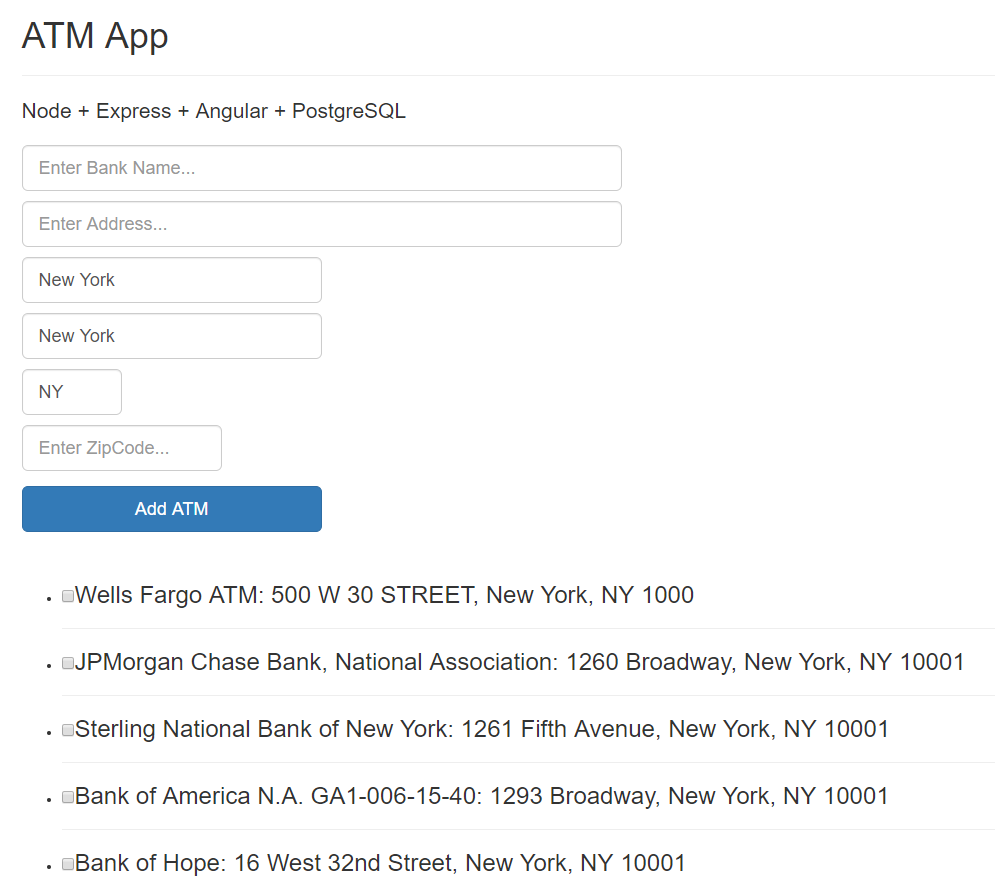 ATM App
Node + Express + Angular + PostgreSQL
Enter Bank Name...
Enter Address...
New York
New York
NY
Enter ZipCode...
Add ATM
Wells Fargo ATM: 500 W 30 STREET, New York, NY 1000
JPMorgan Chase Bank, National Association: 1260 Broadway, New York, NY 10001
Sterling National Bank of New York: 1261 Fifth Avenue, New York, NY 10001
Bank of America N.A. GA1-006-15-40: 1293 Broadway, New York, NY 10001
Bank of Hope: 16 West 32nd Street, New York, NY 10001